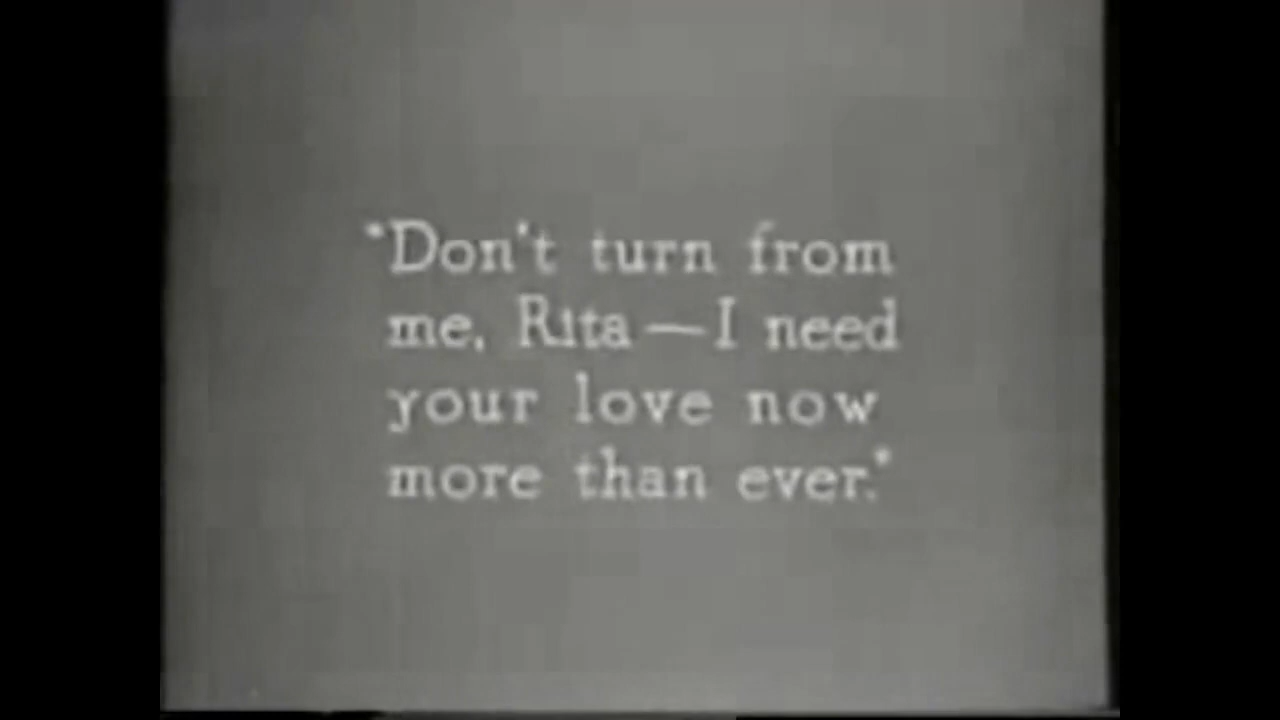 "Don't turn from
me, Rita—I need
your love now
more than ever."